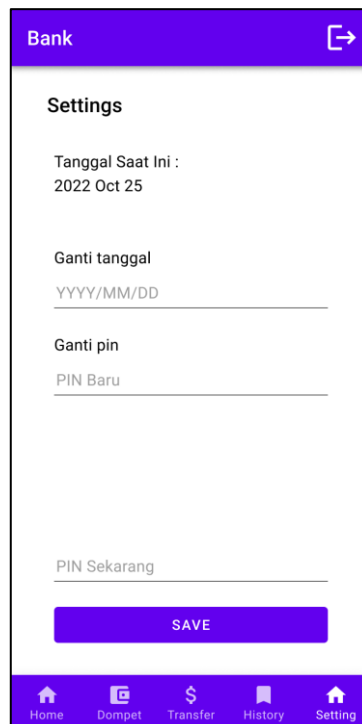 Bank
Settings
Tanggal Saat Ini :
2022 Oct 25
Ganti tanggal
YYYY/MM/DD
Ganti pin
PIN Baru
PIN Sekarang
SAVE
Home Dompet Transfer History Setting